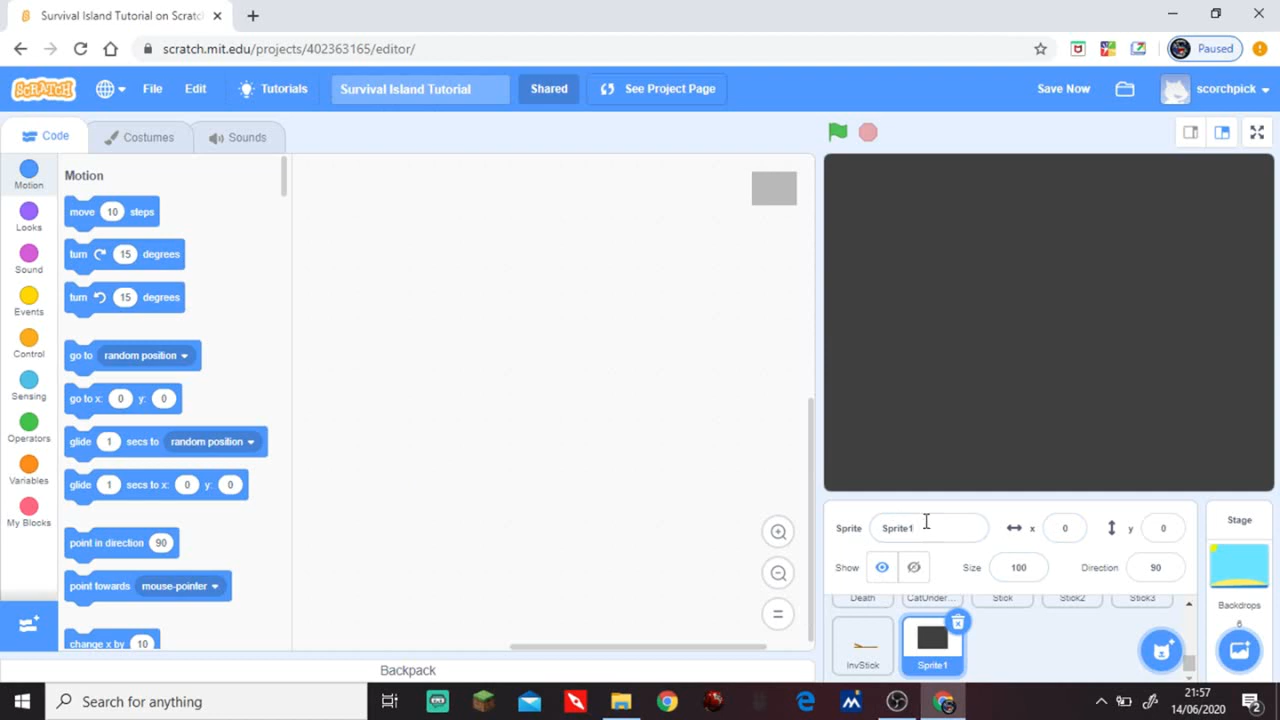 Survival Island Tutorial on Scratc
scratch.mit.edu/projects/402363165/editor/
Paused
SCRATCH
File
Edit
Tutorials
Survival Island Tutorial
Shared
See Project Page
Save Now
scorchpick
Code
Costumes
Sounds
Motion
Looks
Sound
Events
Control
Sensing
Operators
Variables
My Blocks
Motion
move 10 steps
turn 15 degrees
turn 15 degrees
go to random position
go to x: 0 y: 0
glide 1 secs to random position
glide 1 secs to x: 0 y: 0
point in direction 90
point towards mouse-pointer
change x by 10
Backpack
Sprite Sprite1 x 0 y 0
Show Size 100 Direction 90
Death CatUnder... Stick Stick2 Stick3
InvStick Sprite1
Stage
Backdrops
6
Search for anything
21:57
14/06/2020
2